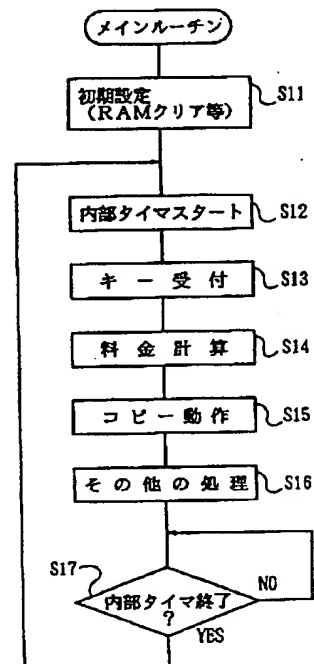 メインルーチン
初期設定
(RAMクリア等)
S11
内部タイマスタート
S12
キー受付
S13
料金計算
S14
コピー動作
S15
その他の処理
S16
S17
内部タイマ終了
?
NO
YES